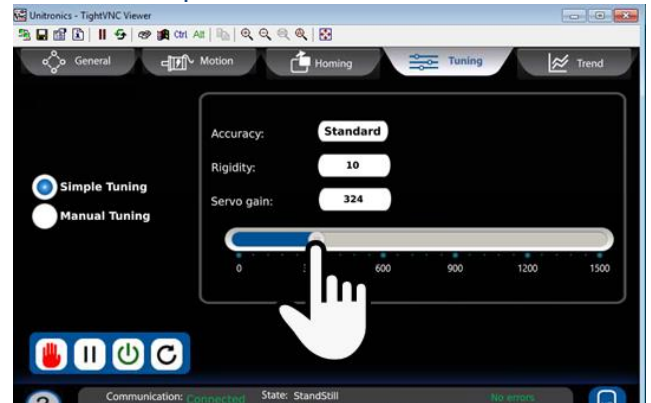 Unitronics - TightVNC Viewer
Ctrl Alt
General Motion Homing Tuning Trend
Accuracy: Standard
Rigidity: 10
Simple Tuning
Servo gain: 324
Manual Tuning
0 600 900 1200 1500
Communication: Connected State: StandStill No errors